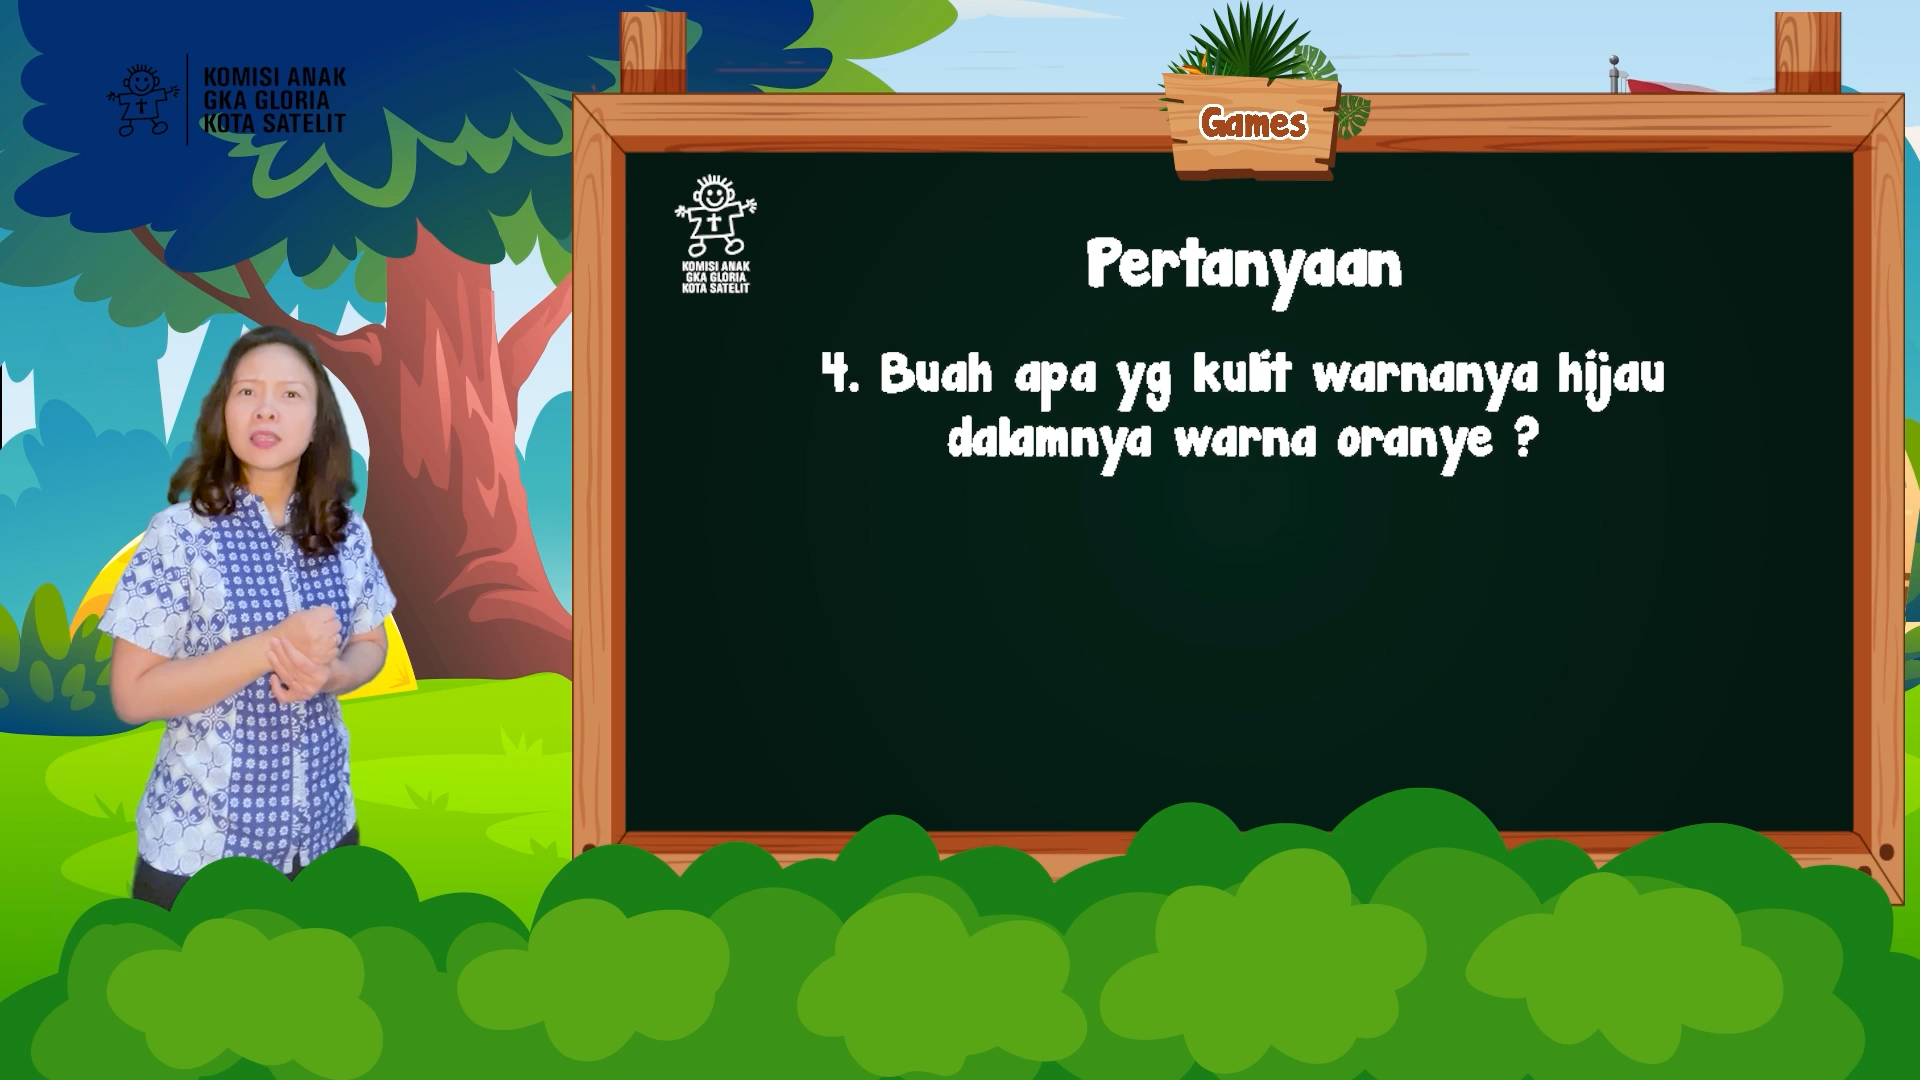 KOMISI ANAK
GKA GLORIA
KOTA SATELIT
Games
KOMISI ANAK
GKA GLORIA
KOTA SATELIT
Pertanyaan
4. Buah apa yg kulit warnanya hijau
dalamnya warna oranye ?